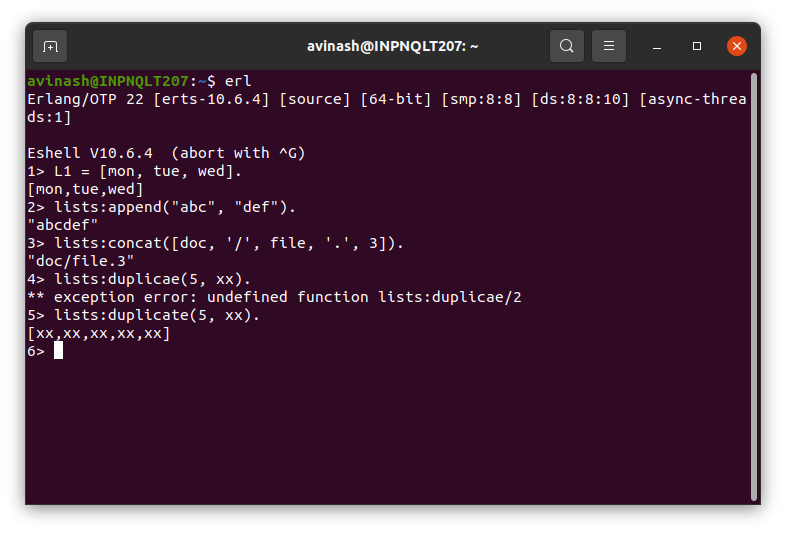 avinash@INPNQLT207: ~
avinash@INPNQLT207:~$ erl
Erlang/OTP 22 [erts-10.6.4] [source] [64-bit] [smp:8:8] [ds:8:8:10] [async-threa
ds:1]
Eshell V10.6.4  (abort with ^G)
1> L1 = [mon, tue, wed].
[mon,tue,wed]
2> lists:append("abc", "def").
"abcdef"
3> lists:concat([doc, '/', file, '.', 3]).
"doc/file.3"
4> lists:duplicae(5, xx).
** exception error: undefined function lists:duplicae/2
5> lists:duplicate(5, xx).
[xx,xx,xx,xx,xx]
6>